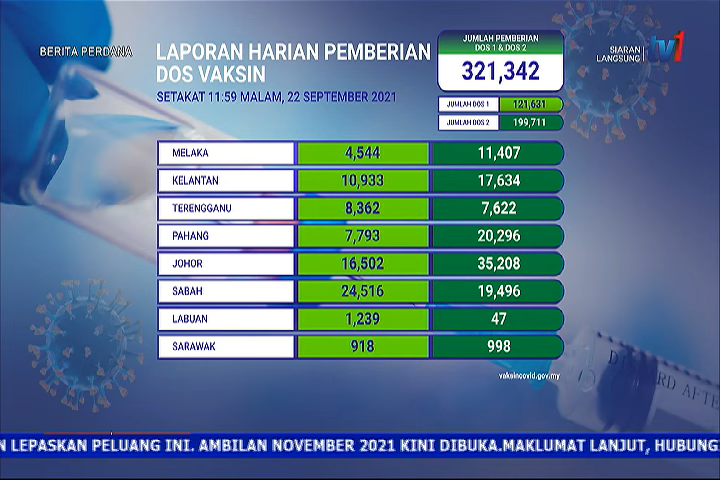 BERITA PERDANA
LAPORAN HARIAN PEMBERIAN
DOS VAKSIN
SETAKAT 11:59 MALAM, 22 SEPTEMBER 2021
JUMLAH PEMBERIAN
DOS 1 & DOS 2
321,342
JUMLAH DOS 1 121,631
JUMLAH DOS 2 199,711
SIARAN
LANGSUNG
tv1
MELAKA 4,544 11,407
KELANTAN 10,933 17,634
TERENGGANU 8,362 7,622
PAHANG 7,793 20,296
JOHOR 16,502 35,208
SABAH 24,516 19,496
LABUAN 1,239 47
SARAWAK 918 998
vaksincovid.gov.my
N LEPASKAN PELUANG INI. AMBILAN NOVEMBER 2021 KINI DIBUKA.MAKLUMAT LANJUT, HUBUNG